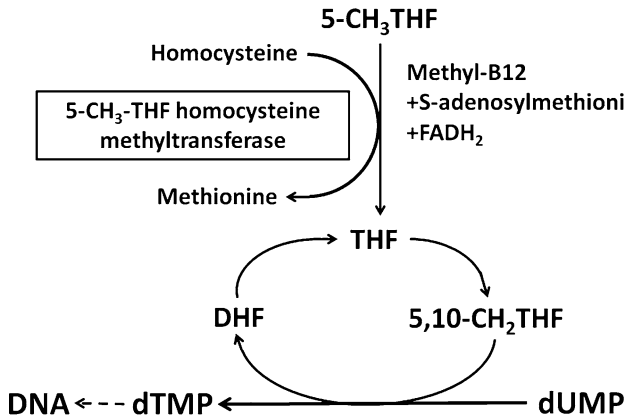 5-CH₃THF
Homocysteine
Methyl-B12
+S-adenosylmethioni
+FADH₂
5-CH₃-THF homocysteine
methyltransferase
Methionine
THF
DHF
5,10-CH₂THF
DNA
dTMP
dUMP